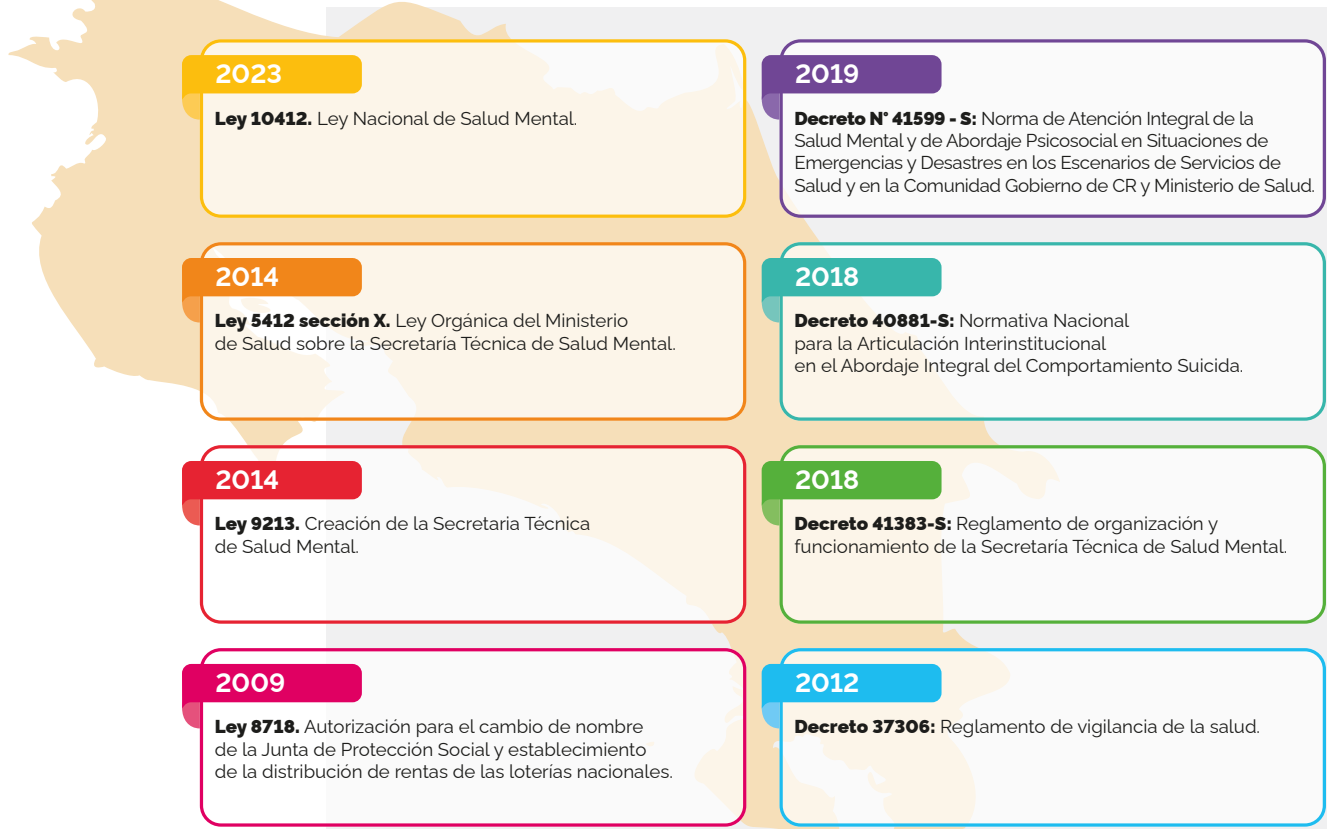 2023
Ley 10412. Ley Nacional de Salud Mental.
2019
Decreto N° 41599 - S: Norma de Atención Integral de la
Salud Mental y de Abordaje Psicosocial en Situaciones de
Emergencias y Desastres en los Escenarios de Servicios de
Salud y en la Comunidad Gobierno de CR y Ministerio de Salud.
2014
Ley 5412 sección X. Ley Orgánica del Ministerio
de Salud sobre la Secretaría Técnica de Salud Mental.
2018
Decreto 40881-S: Normativa Nacional
para la Articulación Interinstitucional
en el Abordaje Integral del Comportamiento Suicida.
2014
Ley 9213. Creación de la Secretaria Técnica
de Salud Mental.
2018
Decreto 41383-S: Reglamento de organización y
funcionamiento de la Secretaría Técnica de Salud Mental.
2009
Ley 8718. Autorización para el cambio de nombre
de la Junta de Protección Social y establecimiento
de la distribución de rentas de las loterías nacionales.
2012
Decreto 37306: Reglamento de vigilancia de la salud.